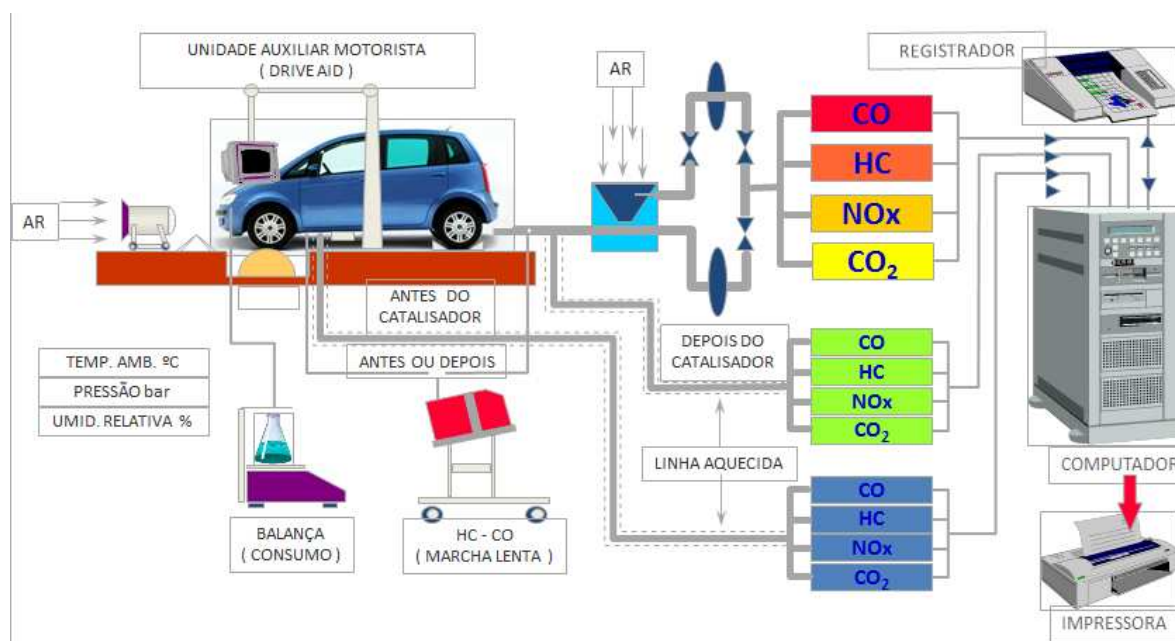 UNIDADE AUXILIAR MOTORISTA
( DRIVE AID )
AR
REGISTRADOR
CO
HC
NOx
CO₂
AR
ANTES DO
CATALISADOR
ANTES OU DEPOIS
DEPOIS DO
CATALISADOR
TEMP. AMB. ºC
PRESSÃO bar
UMID. RELATIVA %
CO
HC
NOx
CO₂
LINHA AQUECIDA
COMPUTADOR
CO
HC
NOx
CO₂
BALANÇA
( CONSUMO )
HC - CO
( MARCHA LENTA )
IMPRESSORA